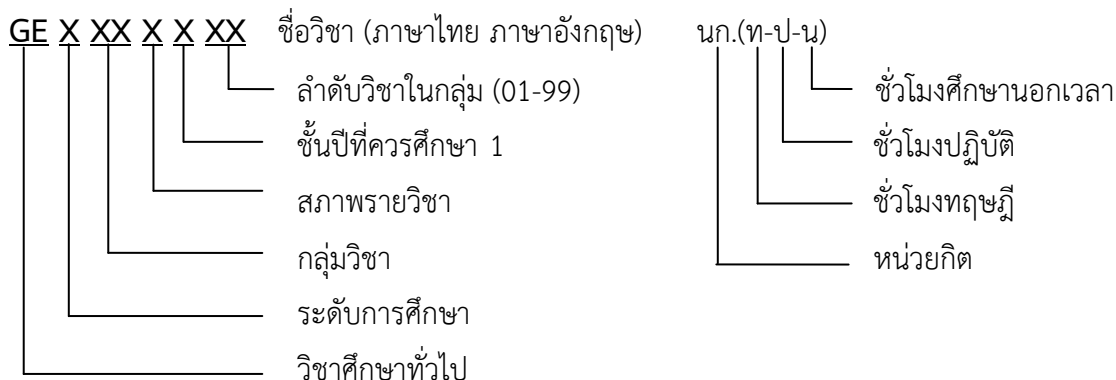 GE X XX X X XX ชื่อวิชา (ภาษาไทย ภาษาอังกฤษ) นก.(ท-ป-น)
ลำดับวิชาในกลุ่ม (01-99) ชั่วโมงศึกษานอกเวลา
ชั้นปีที่ควรศึกษา 1 ชั่วโมงปฏิบัติ
สภาพรายวิชา ชั่วโมงทฤษฎี
กลุ่มวิชา หน่วยกิต
ระดับการศึกษา
วิชาศึกษาทั่วไป